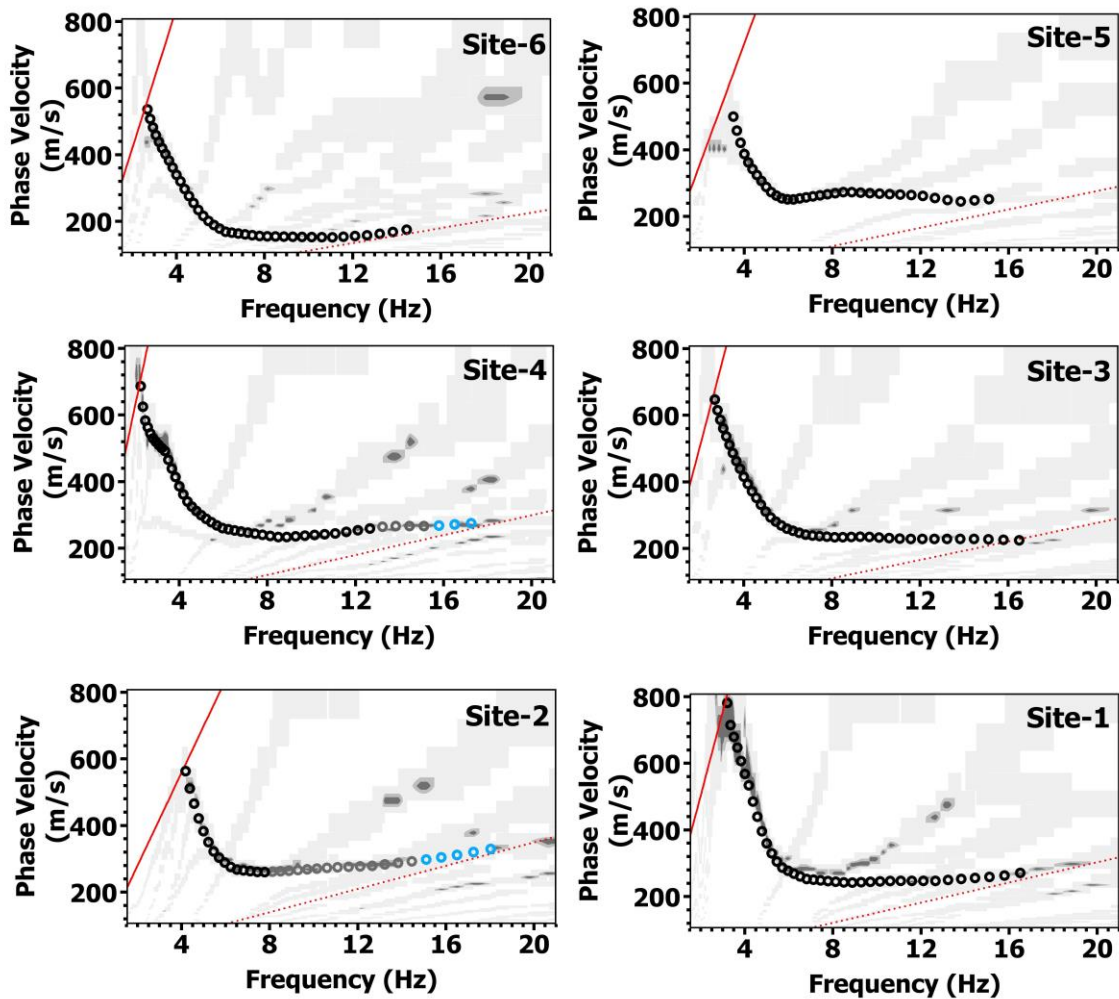 Site-6
Phase Velocity
(m/s)
800
600
400
200
4 8 12 16 20
Frequency (Hz)
Site-5
Phase Velocity
(m/s)
800
600
400
200
4 8 12 16 20
Frequency (Hz)
Site-4
Phase Velocity
(m/s)
800
600
400
200
4 8 12 16 20
Frequency (Hz)
Site-3
Phase Velocity
(m/s)
800
600
400
200
4 8 12 16 20
Frequency (Hz)
Site-2
Phase Velocity
(m/s)
800
600
400
200
4 8 12 16 20
Frequency (Hz)
Site-1
Phase Velocity
(m/s)
800
600
400
200
4 8 12 16 20
Frequency (Hz)